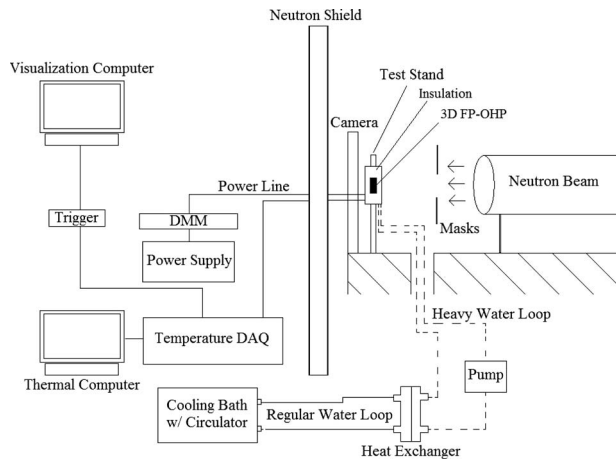 Neutron Shield
Visualization Computer
Test Stand
Insulation
3D FP-OHP
Camera
Power Line
Neutron Beam
Trigger
DMM
Masks
Power Supply
Heavy Water Loop
Temperature DAQ
Thermal Computer
Pump
Cooling Bath
w/ Circulator
Regular Water Loop
Heat Exchanger